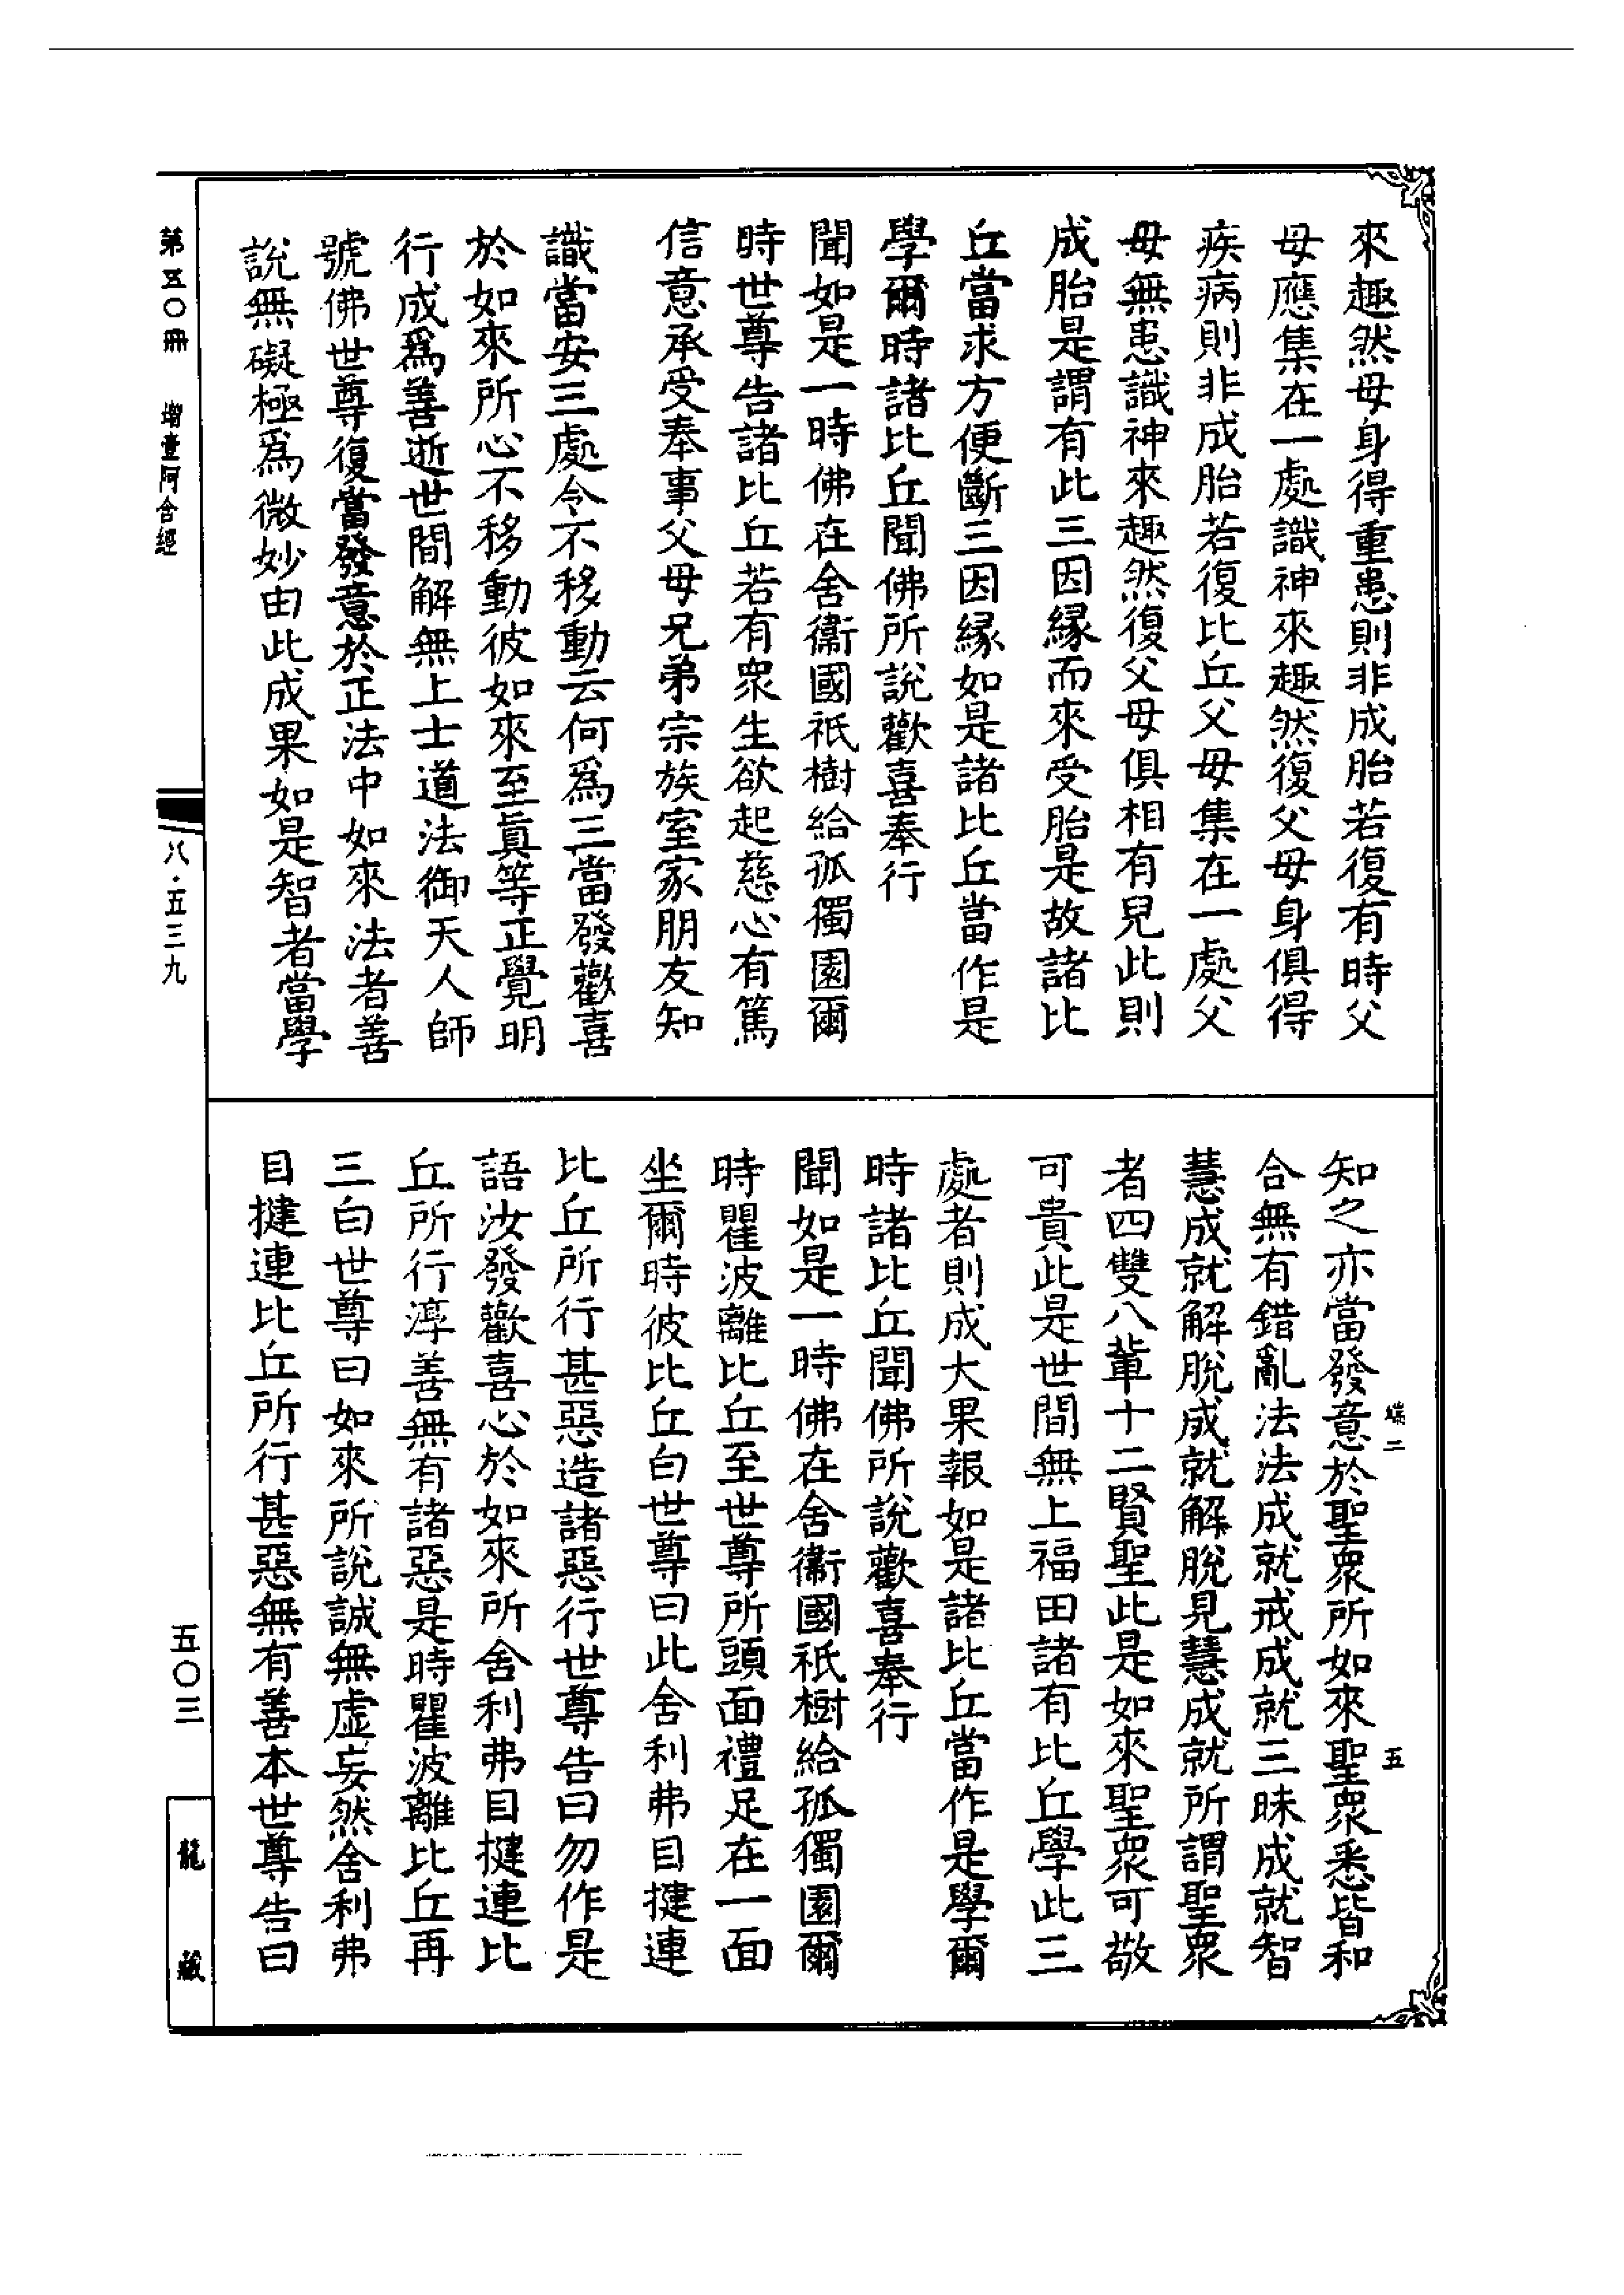 來趣然母身得重患則非成胎若復有時父
母應集在一處識神來趣然復父母身俱得
疾病則非成胎若復比丘父母集在一處父
母無患識神來趣然復父母俱相有兒此則
成胎是謂有此三因緣而來受胎是故諸比
丘當求方便斷三因緣如是諸比丘當作是
學爾時諸比丘聞佛所說歡喜奉行
聞如是一時佛在舍衞國祇樹給孤獨園爾
時世尊告諸比丘若有衆生欲起慈心有篤
信意承受奉事父母兄弟宗族室家朋友知
識當安三處令不移動云何爲三當發歡喜
於如來所心不移動彼如來至眞等正覺明
行成爲善逝世間解無上士道法御天人師
號佛世尊復當發意於正法中如來法者善
說無礙極爲微妙由此成果如是智者當學
知之亦當發意於聖衆所如來聖衆悉皆和
合無有錯亂法法成就戒成就三昧成就智
慧成就解脫成就解脫見慧成就所謂聖衆
者四雙八輩十二賢聖此是如來聖衆可敬
可貴此是世間無上福田諸有比丘學此三
處者則成大果報如是諸比丘當作是學爾
時諸比丘聞佛所說歡喜奉行
聞如是一時佛在舍衞國祇樹給孤獨園爾
時瞿波離比丘至世尊所頭面禮足在一面
坐爾時彼比丘白世尊曰此舍利弗目揵連
比丘所行甚惡造諸惡行世尊告曰勿作是
語汝發歡喜心於如來所舍利弗目揵連比
丘所行淳善無有諸惡是時瞿波離比丘再
三白世尊曰如來所說誠無虛妄然舍利弗
目揵連比丘所行甚惡無有善本世尊告曰
端二
五
第五〇冊 增壹阿含經
八·五三九
五〇三
龍藏